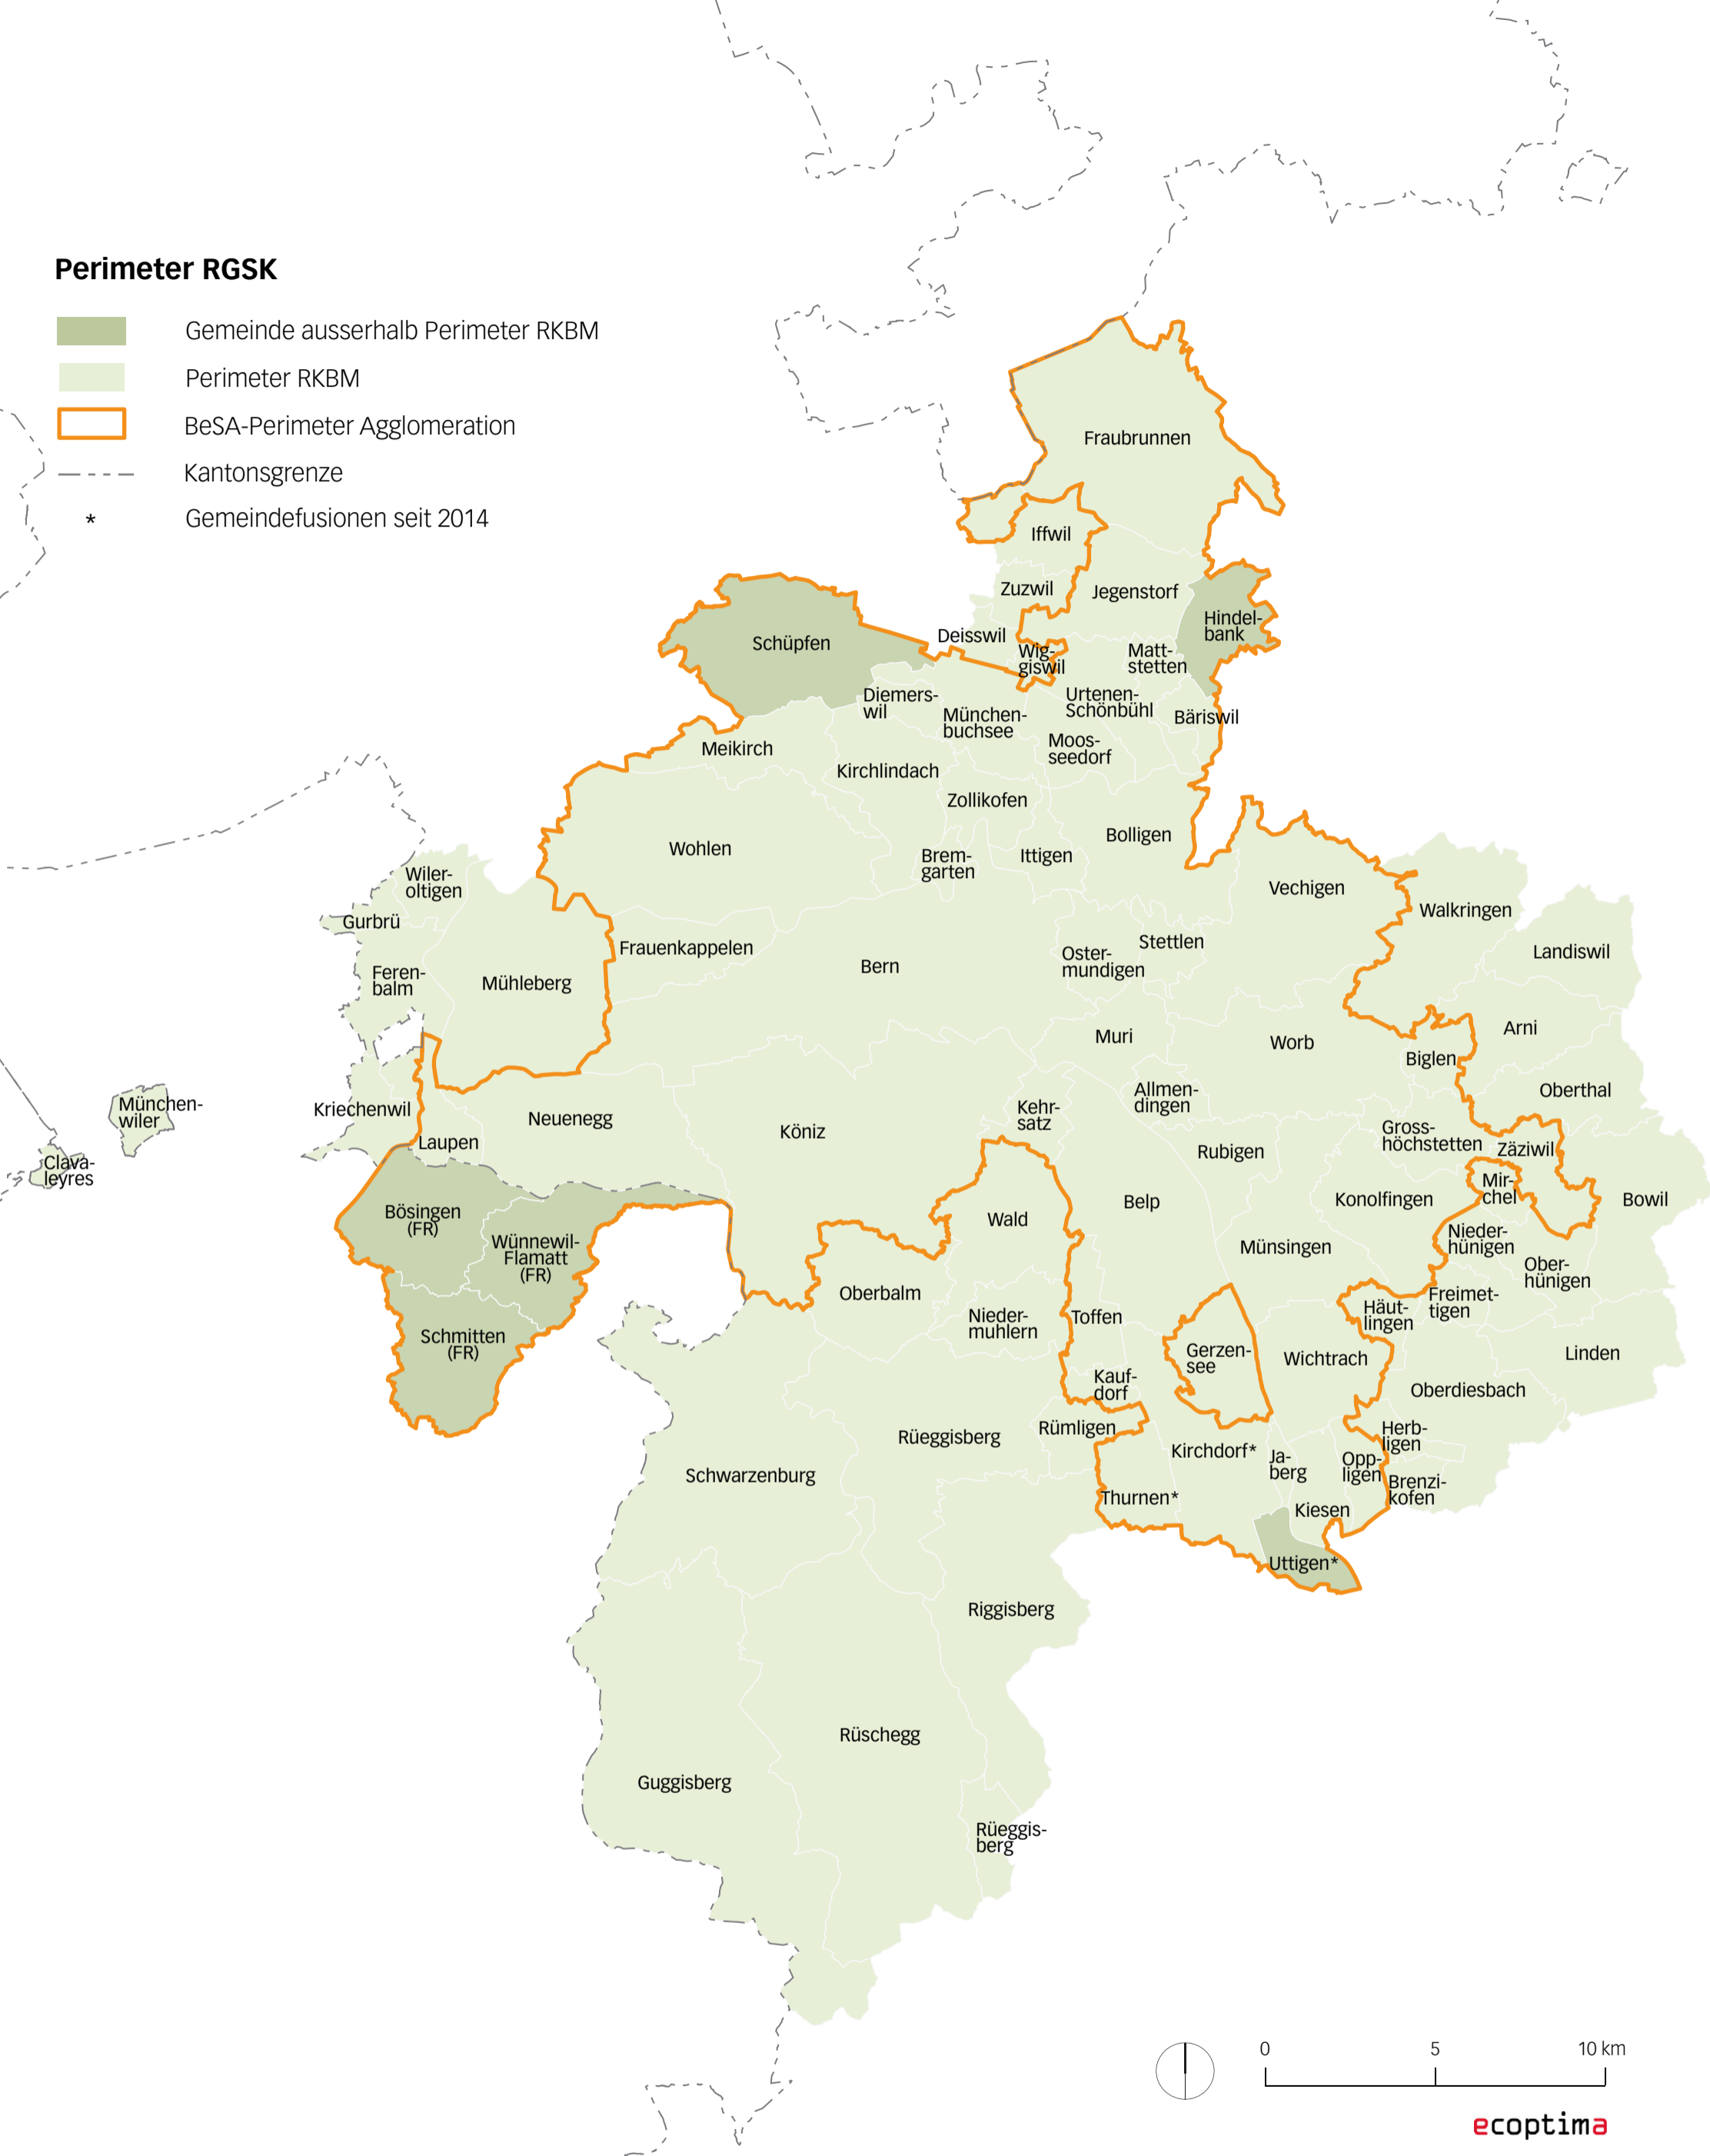 Perimeter RGSK
Gemeinde ausserhalb Perimeter RKBM
Perimeter RKBM
BeSA-Perimeter Agglomeration
Kantonsgrenze
*
Gemeindefusionen seit 2014
Fraubrunnen
Iffwil
Zuzwil
Jegenstorf
Hindel-
bank
Deisswil
Schüpfen
Wig-
giswil
Matt-
stetten
Diemers-
wil
Urtenen-
Schönbühl
München-
buchsee
Bäriswil
Meikirch
Moos-
seedorf
Kirchlindach
Zollikofen
Bolligen
Wohlen
Brem-
garten
Ittigen
Wiler-
oltigen
Vechigen
Walkringen
Gurbrü
Frauenkappelen
Stettlen
Landiswil
Oster-
mundigen
Bern
Feren-
balm
Mühleberg
Muri
Worb
Arni
Biglen
Oberthal
Allmen-
dingen
München-
wiler
Kriechenwil
Neuenegg
Kehr-
satz
Köniz
Gross-
höchstetten
Laupen
Rubigen
Zäziwil
Clava-
leyres
Mir-
chel
Konolfingen
Bowil
Belp
Bösingen
(FR)
Wald
Wünnewil-
Flamatt
(FR)
Münsingen
Nieder-
hünigen
Ober-
hünigen
Oberbalm
Freimet-
tigen
Häut-
lingen
Nieder-
muhlern
Toffen
Schmitten
(FR)
Gerzen-
see
Wichtrach
Linden
Kauf-
dorf
Oberdiesbach
Rümligen
Rüeggisberg
Kirchdorf*
Herb-
ligen
Ja-
berg
Opp-
ligen
Schwarzenburg
Brenzi-
kofen
Thurnen*
Kiesen
Uttigen*
Riggisberg
Rüschegg
Guggisberg
Rüeggis-
berg
0 5 10 km
ecoptima